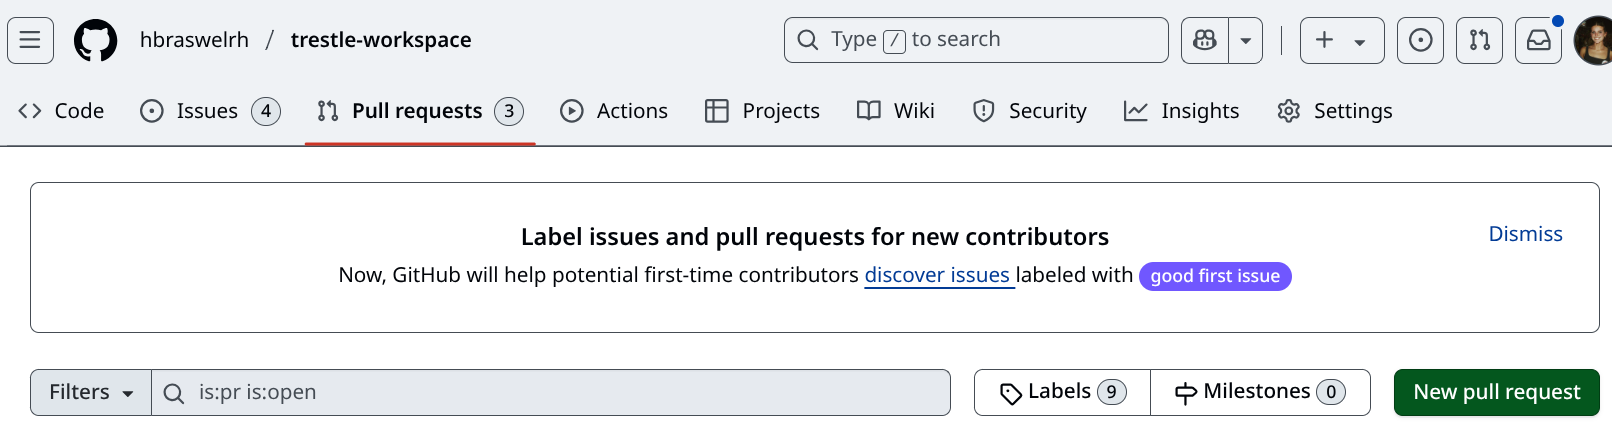 hbraswelrh / trestle-workspace
Type / to search
Code Issues 4 Pull requests 3 Actions Projects Wiki Security Insights Settings
Label issues and pull requests for new contributors
Dismiss
Now, GitHub will help potential first-time contributors discover issues labeled with good first issue
Filters is:pr is:open Labels 9 Milestones 0 New pull request